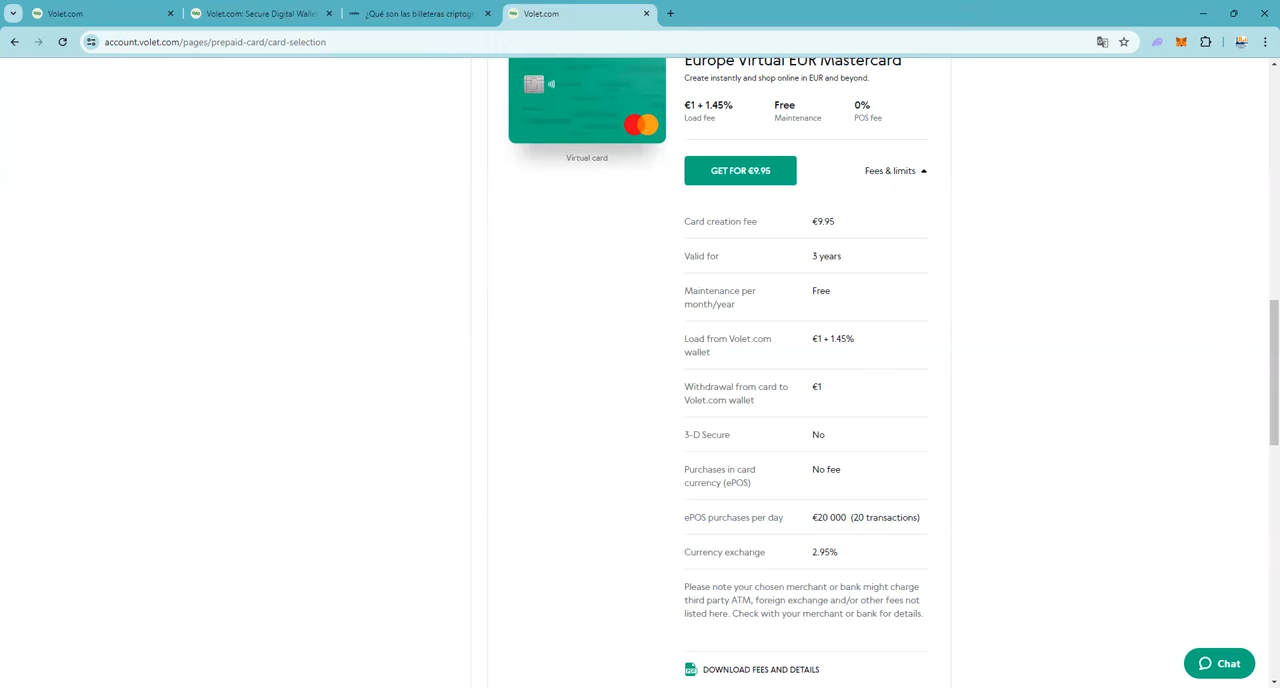 Volet.com
Volet.com: Secure Digital Walle
¿Qué son las billeteras criptog
Volet.com
account.volet.com/pages/prepaid-card/card-selection
Europe Virtual EUR Mastercard
Create instantly and shop online in EUR and beyond.
€1 + 1.45% Free 0%
Load fee Maintenance POS fee
Virtual card
GET FOR €9.95 Fees & limits
Card creation fee €9.95
Valid for 3 years
Maintenance per Free
month/year
Load from Volet.com €1 + 1.45%
wallet
Withdrawal from card to €1
Volet.com wallet
3-D Secure No
Purchases in card No fee
currency (ePOS)
ePOS purchases per day €20 000 (20 transactions)
Currency exchange 2.95%
Please note your chosen merchant or bank might charge
third party ATM, foreign exchange and/or other fees not
listed here. Check with your merchant or bank for details.
DOWNLOAD FEES AND DETAILS
Chat